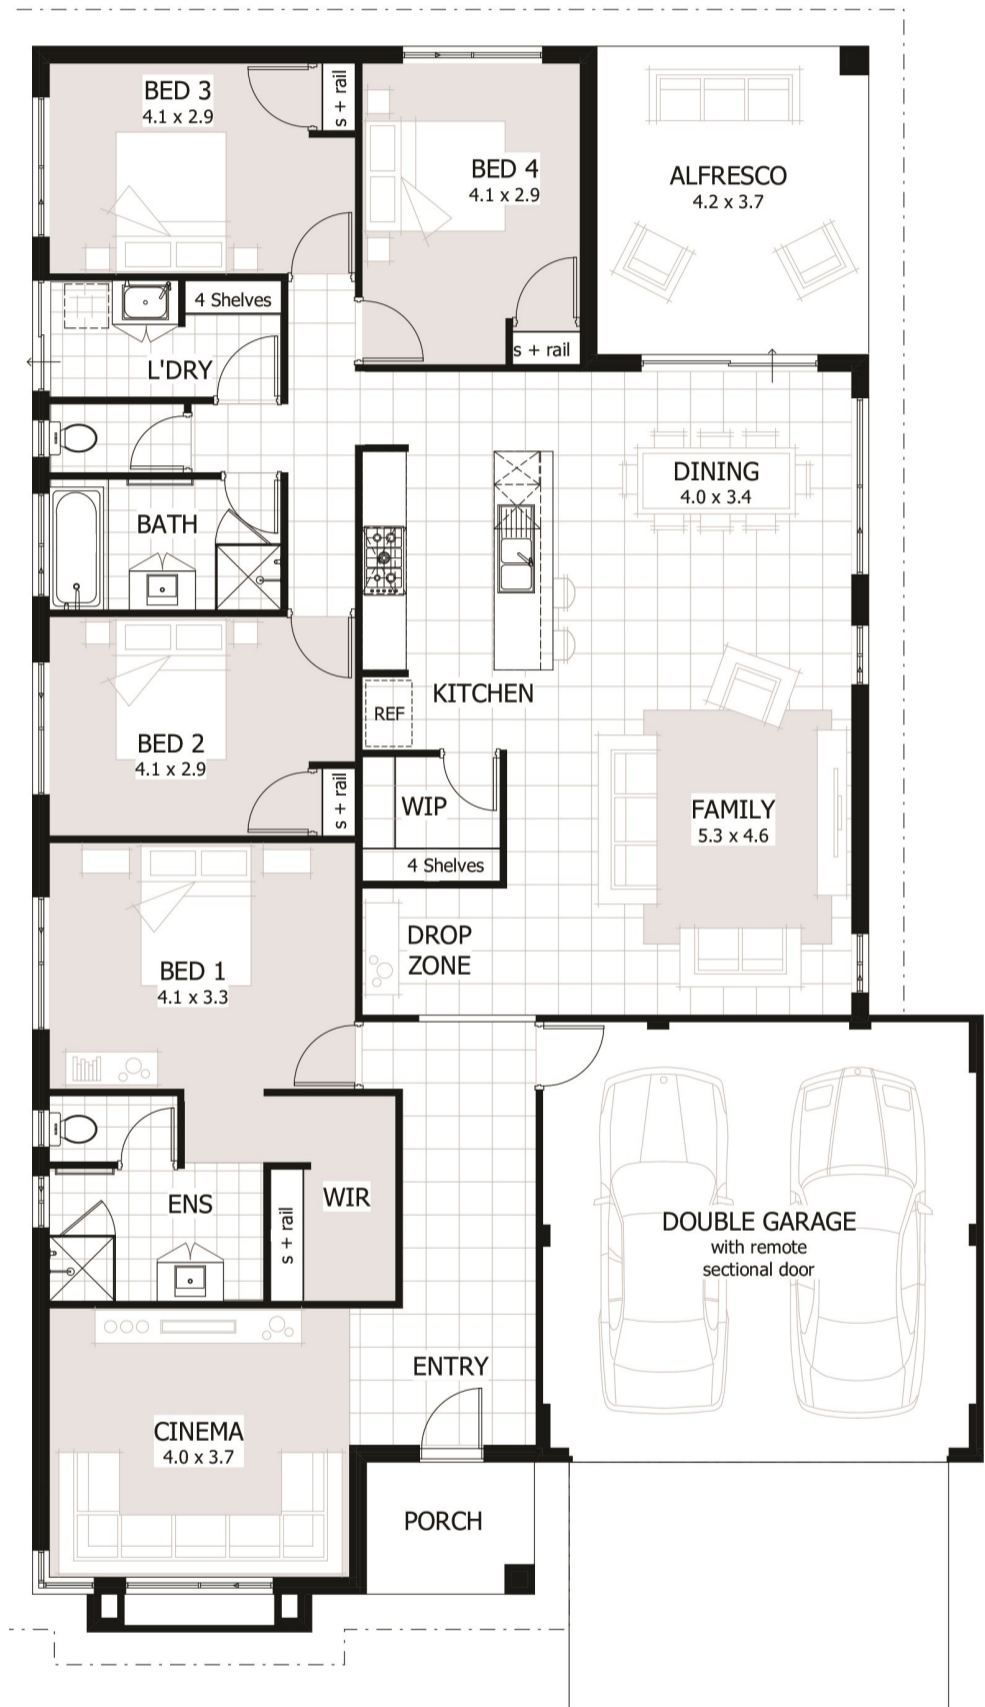 BED 3
4.1 x 2.9
s + rail
BED 4
4.1 x 2.9
ALFRESCO
4.2 x 3.7
4 Shelves
s + rail
L'DRY
DINING
4.0 x 3.4
BATH
KITCHEN
REF
BED 2
4.1 x 2.9
s + rail
WIP
FAMILY
5.3 x 4.6
4 Shelves
DROP
ZONE
BED 1
4.1 x 3.3
ENS
WIR
s + rail
DOUBLE GARAGE
with remote
sectional door
ENTRY
CINEMA
4.0 x 3.7
PORCH